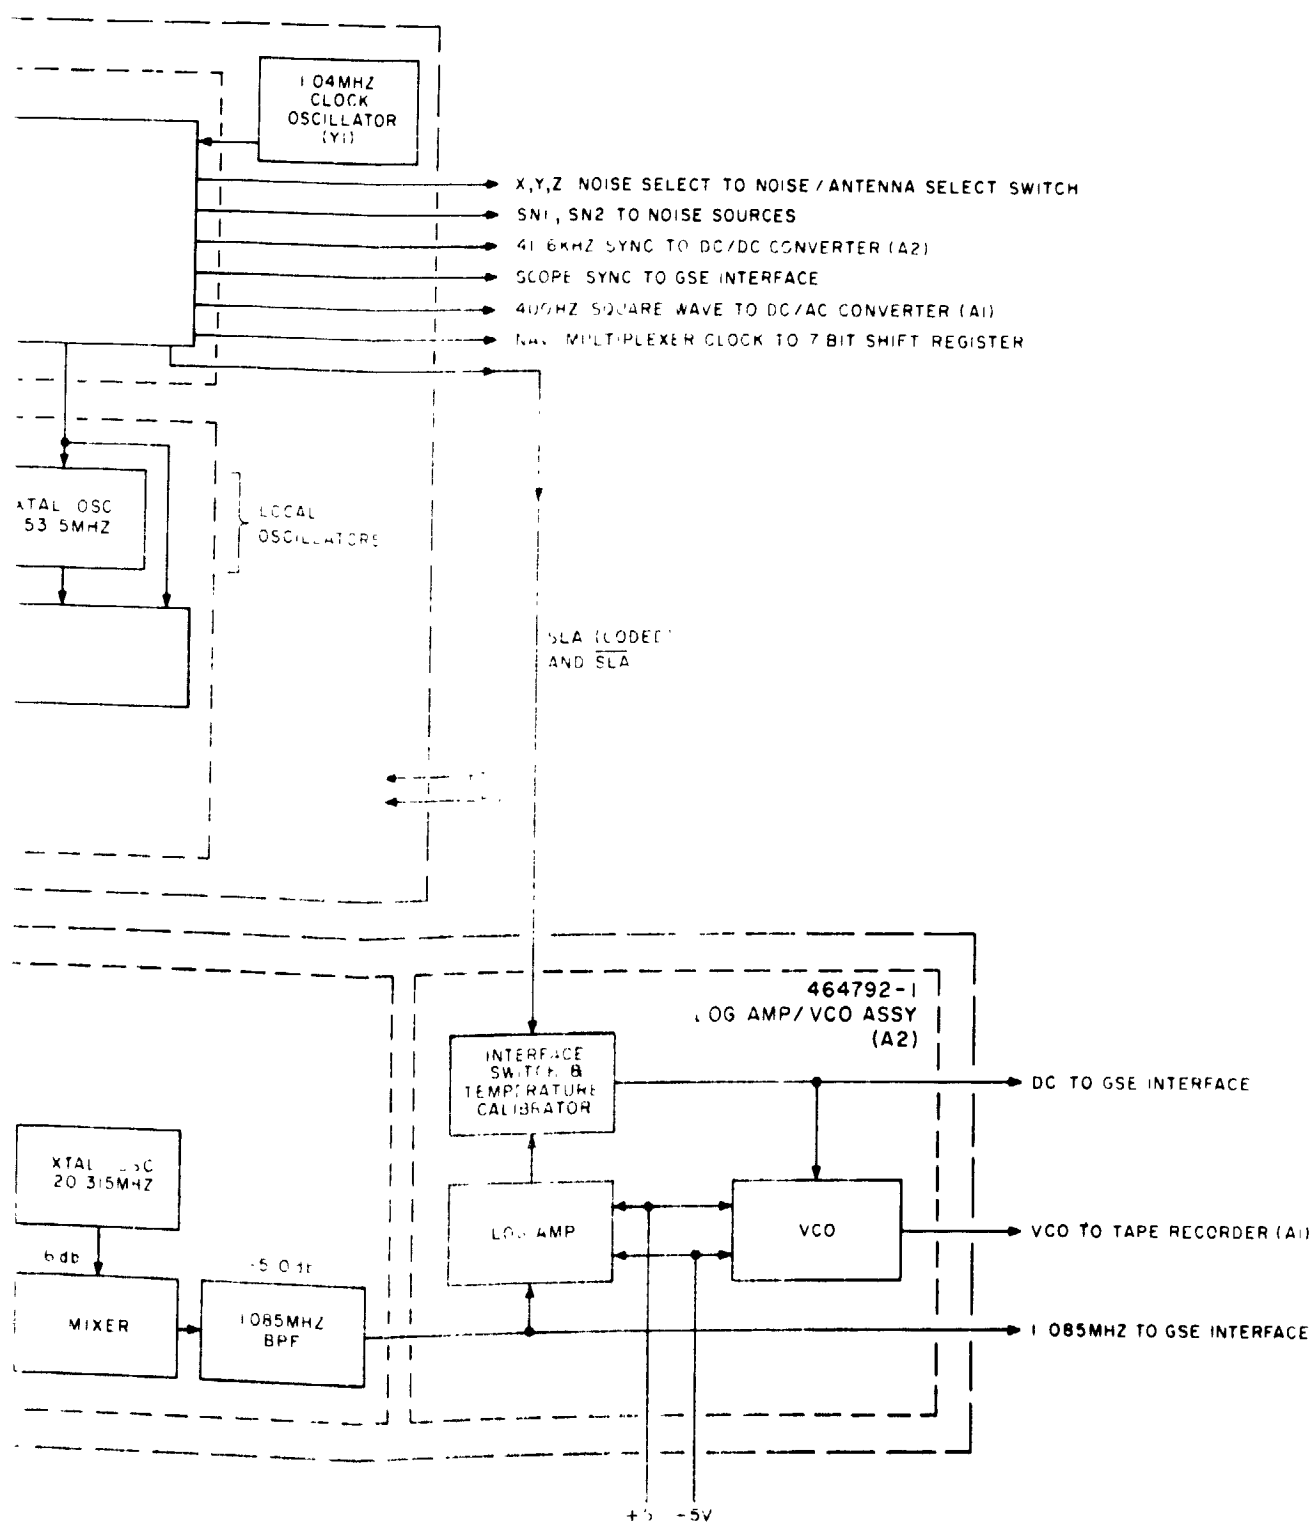 1.04MHZ
CLOCK
OSCILLATOR
(Y1)
X,Y,Z NOISE SELECT TO NOISE/ANTENNA SELECT SWITCH
SN1, SN2 TO NOISE SOURCES
41.6KHZ SYNC TO DC/DC CONVERTER (A2)
SCOPE SYNC TO GSE INTERFACE
400HZ SQUARE WAVE TO DC/AC CONVERTER (A1)
MULTIPLEXER CLOCK TO 7 BIT SHIFT REGISTER
XTAL OSC
53.5MHZ
LOCAL
OSCILLATORS
SLA (CODED)
AND S̅L̅A̅
464792-1
LOG AMP/VCO ASSY
(A2)
INTERFACE
SWITCH &
TEMPERATURE
CALIBRATOR
DC TO GSE INTERFACE
XTAL OSC
20.315MHZ
LOG AMP
VCO
VCO TO TAPE RECORDER (A1)
6db
-5.0db
MIXER
1.085MHZ
BPF
1.085MHZ TO GSE INTERFACE
-5V